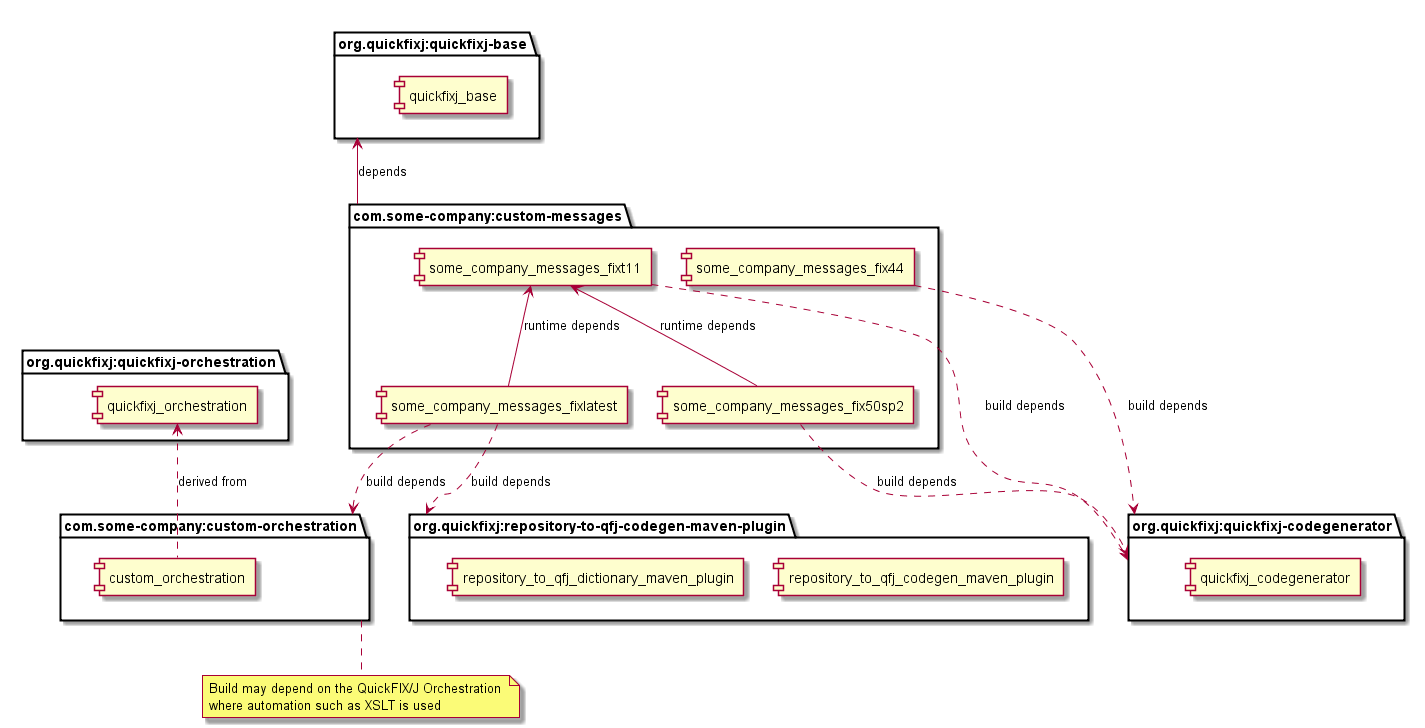 org.quickfixj:quickfixj-base
quickfixj_base
depends
com.some-company:custom-messages
some_company_messages_fixt11
some_company_messages_fix44
runtime depends
runtime depends
org.quickfixj:quickfixj-orchestration
quickfixj_orchestration
some_company_messages_fixlatest
some_company_messages_fix50sp2
build depends
build depends
derived from
build depends
build depends
build depends
com.some-company:custom-orchestration
custom_orchestration
org.quickfixj:repository-to-qfj-codegen-maven-plugin
repository_to_qfj_dictionary_maven_plugin
repository_to_qfj_codegen_maven_plugin
org.quickfixj:quickfixj-codegenerator
quickfixj_codegenerator
Build may depend on the QuickFIX/J Orchestration
where automation such as XSLT is used